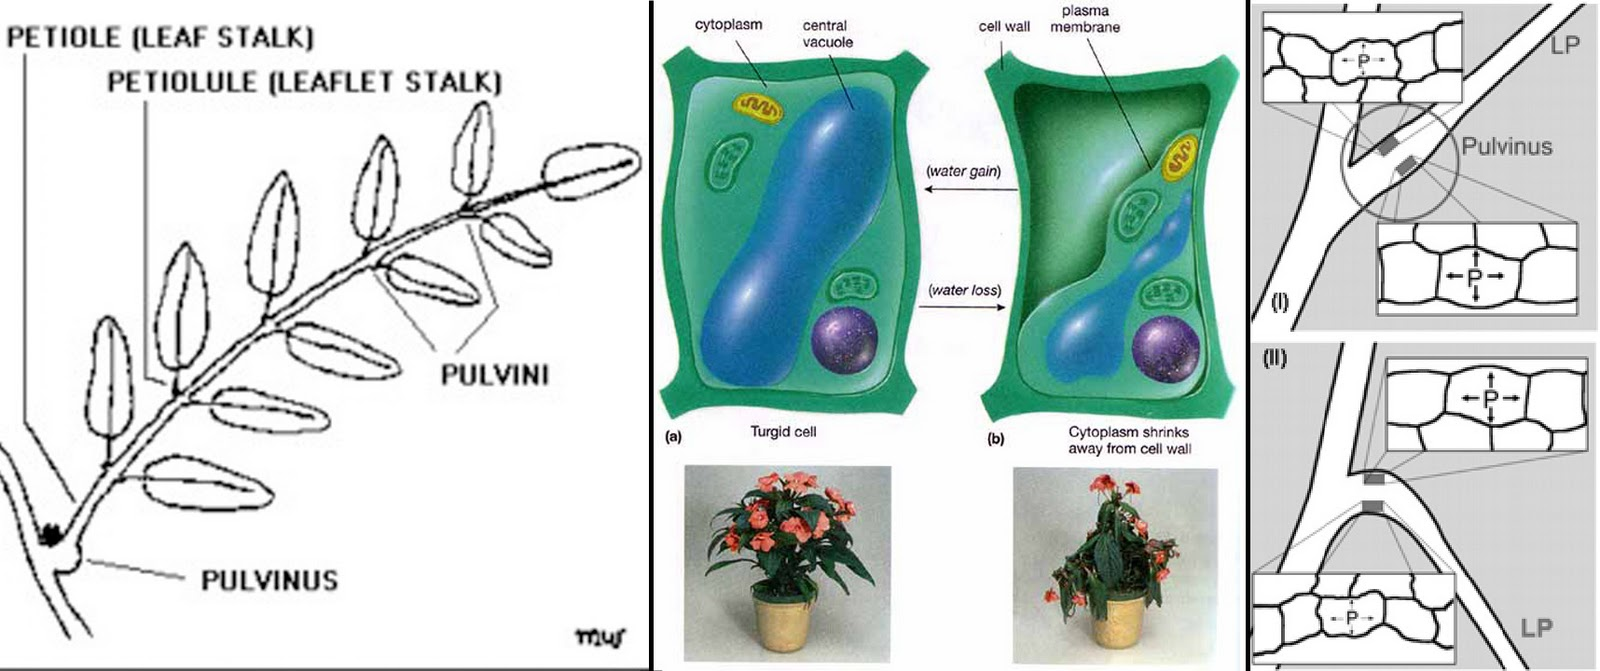 PETIOLE (LEAF STALK)
PETIOLULE (LEAFLET STALK)
PULVINI
PULVINUS
mus
cytoplasm
central
vacuole
cell wall
plasma
membrane
(water gain)
(water loss)
(a)
Turgid cell
(b)
Cytoplasm shrinks
away from cell wall
P
LP
Pulvinus
P
(I)
(II)
P
P
LP